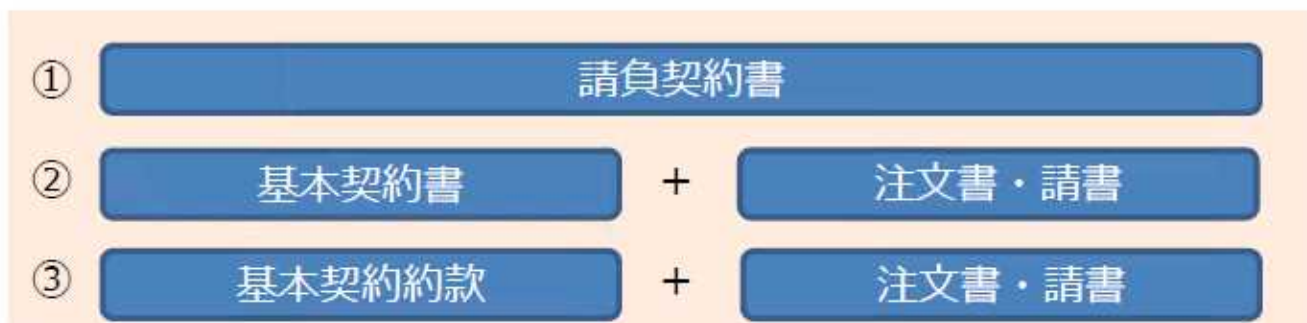 ① 請負契約書
② 基本契約書 + 注文書・請書
③ 基本契約約款 + 注文書・請書